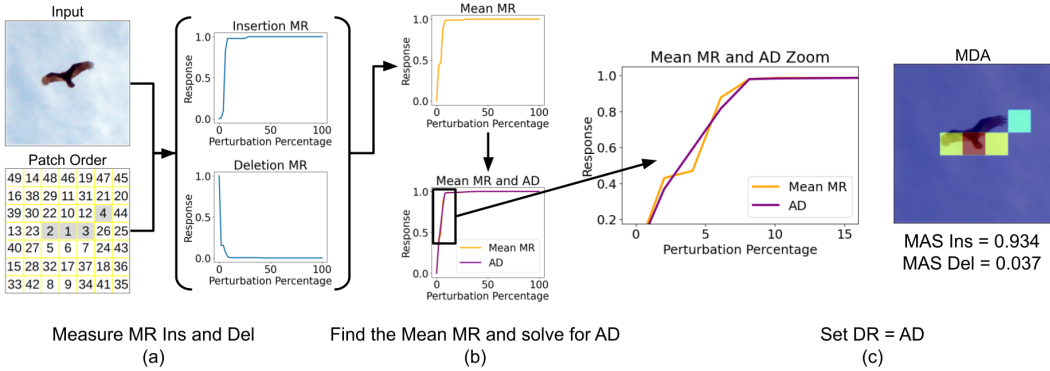 Input
Patch Order
49 14 48 46 19 47 45
16 38 29 11 31 21 20
39 30 22 10 12 4 44
13 23 2 1 3 26 25
40 27 5 6 7 24 43
15 28 32 17 37 18 36
33 42 8 9 34 41 35
Insertion MR
Response
1.0
0.5
0.0
0 50 100
Perturbation Percentage
Deletion MR
Response
1.0
0.5
0.0
0 50 100
Perturbation Percentage
Measure MR Ins and Del
(a)
Mean MR
Response
1.0
0.5
0.0
0 25 50 75 100
Perturbation Percentage
Mean MR and AD
Response
1.0
0.5
0.0
Mean MR
AD
0 25 50 75 100
Perturbation Percentage
Find the Mean MR and solve for AD
(b)
Mean MR and AD Zoom
Response
1.0
0.8
0.6
0.4
0.2
Mean MR
AD
0 5 10 15
Perturbation Percentage
MDA
MAS Ins = 0.934
MAS Del = 0.037
Set DR = AD
(c)